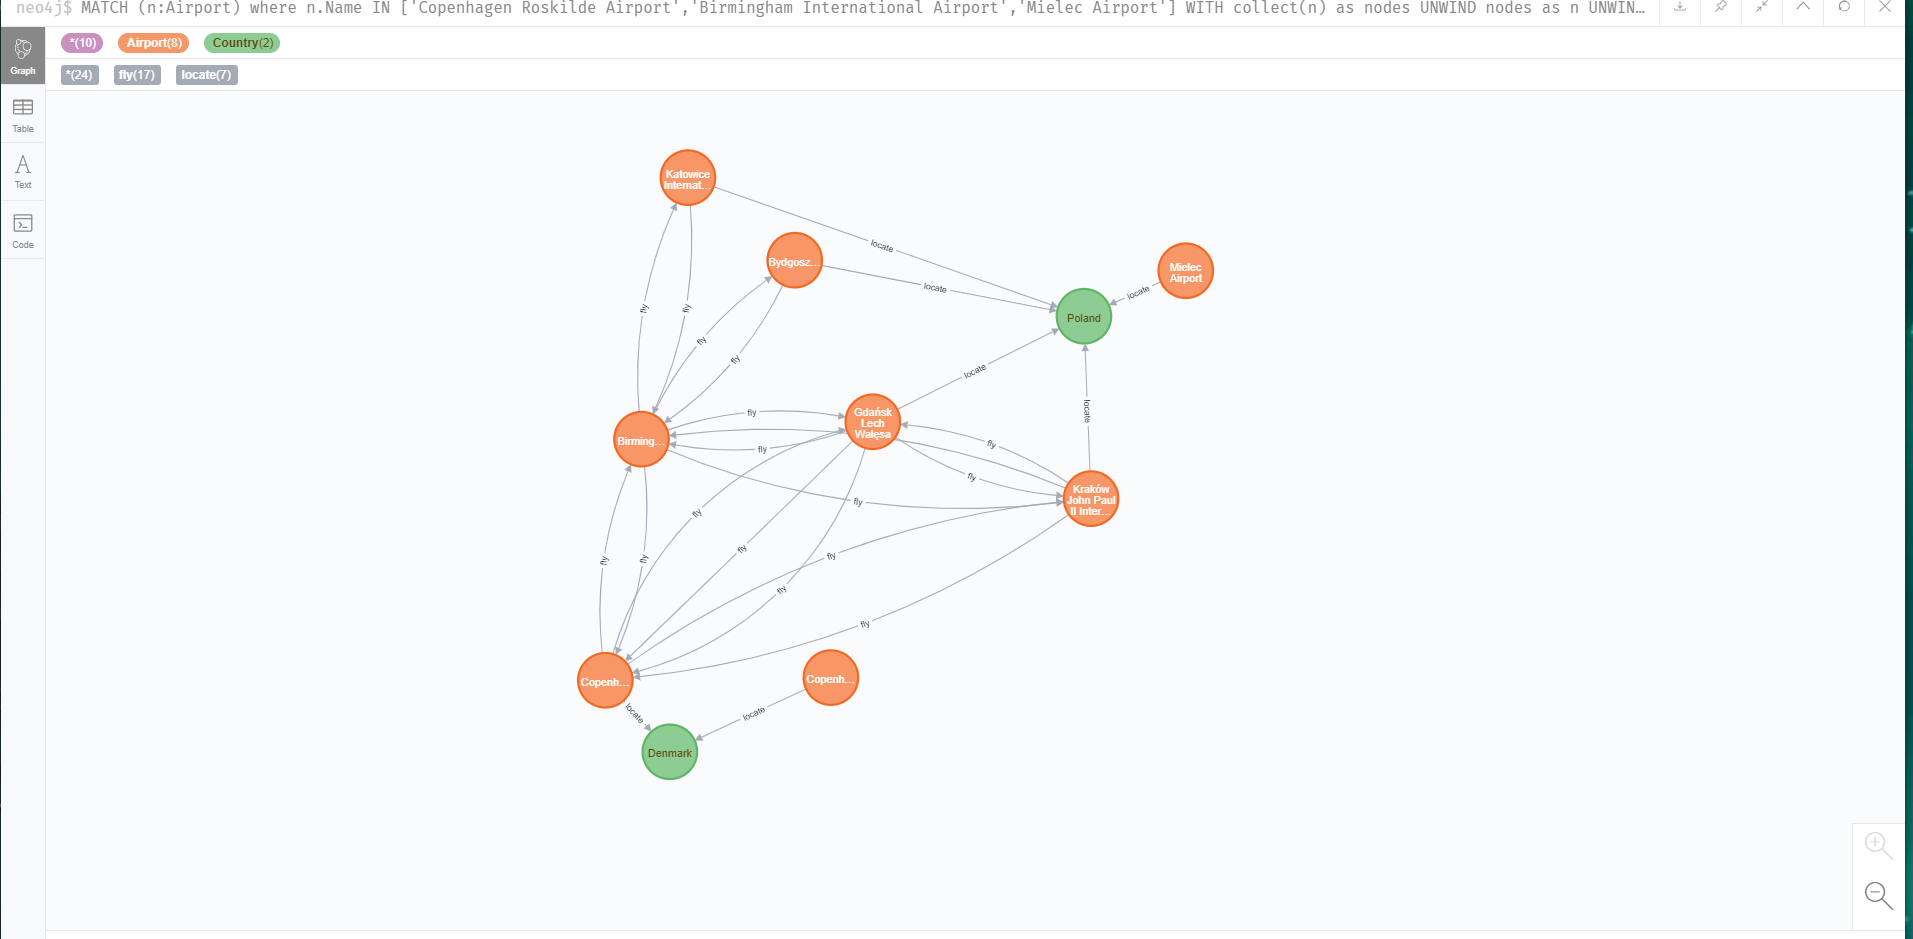 neo4j$ MATCH (n:Airport) where n.Name IN ['Copenhagen Roskilde Airport','Birmingham International Airport','Mielec Airport'] WITH collect(n) as nodes UNWIND nodes as n UNWIN…
*(10) Airport(8) Country(2)
*(24) fly(17) locate(7)
Graph
Table
Text
Code
Katowice
Internat…
locate
Bydgosz…
locate
Mielec
Airport
locate
Poland
fly
fly
fly
fly
locate
locate
fly
Gdańsk
Lech
Wałęsa
Birming…
fly
fly
fly
Kraków
John Paul
II Inter…
fly
fly
fly
fly
fly
fly
fly
fly
fly
Copenh…
Copenh…
locate
locate
Denmark